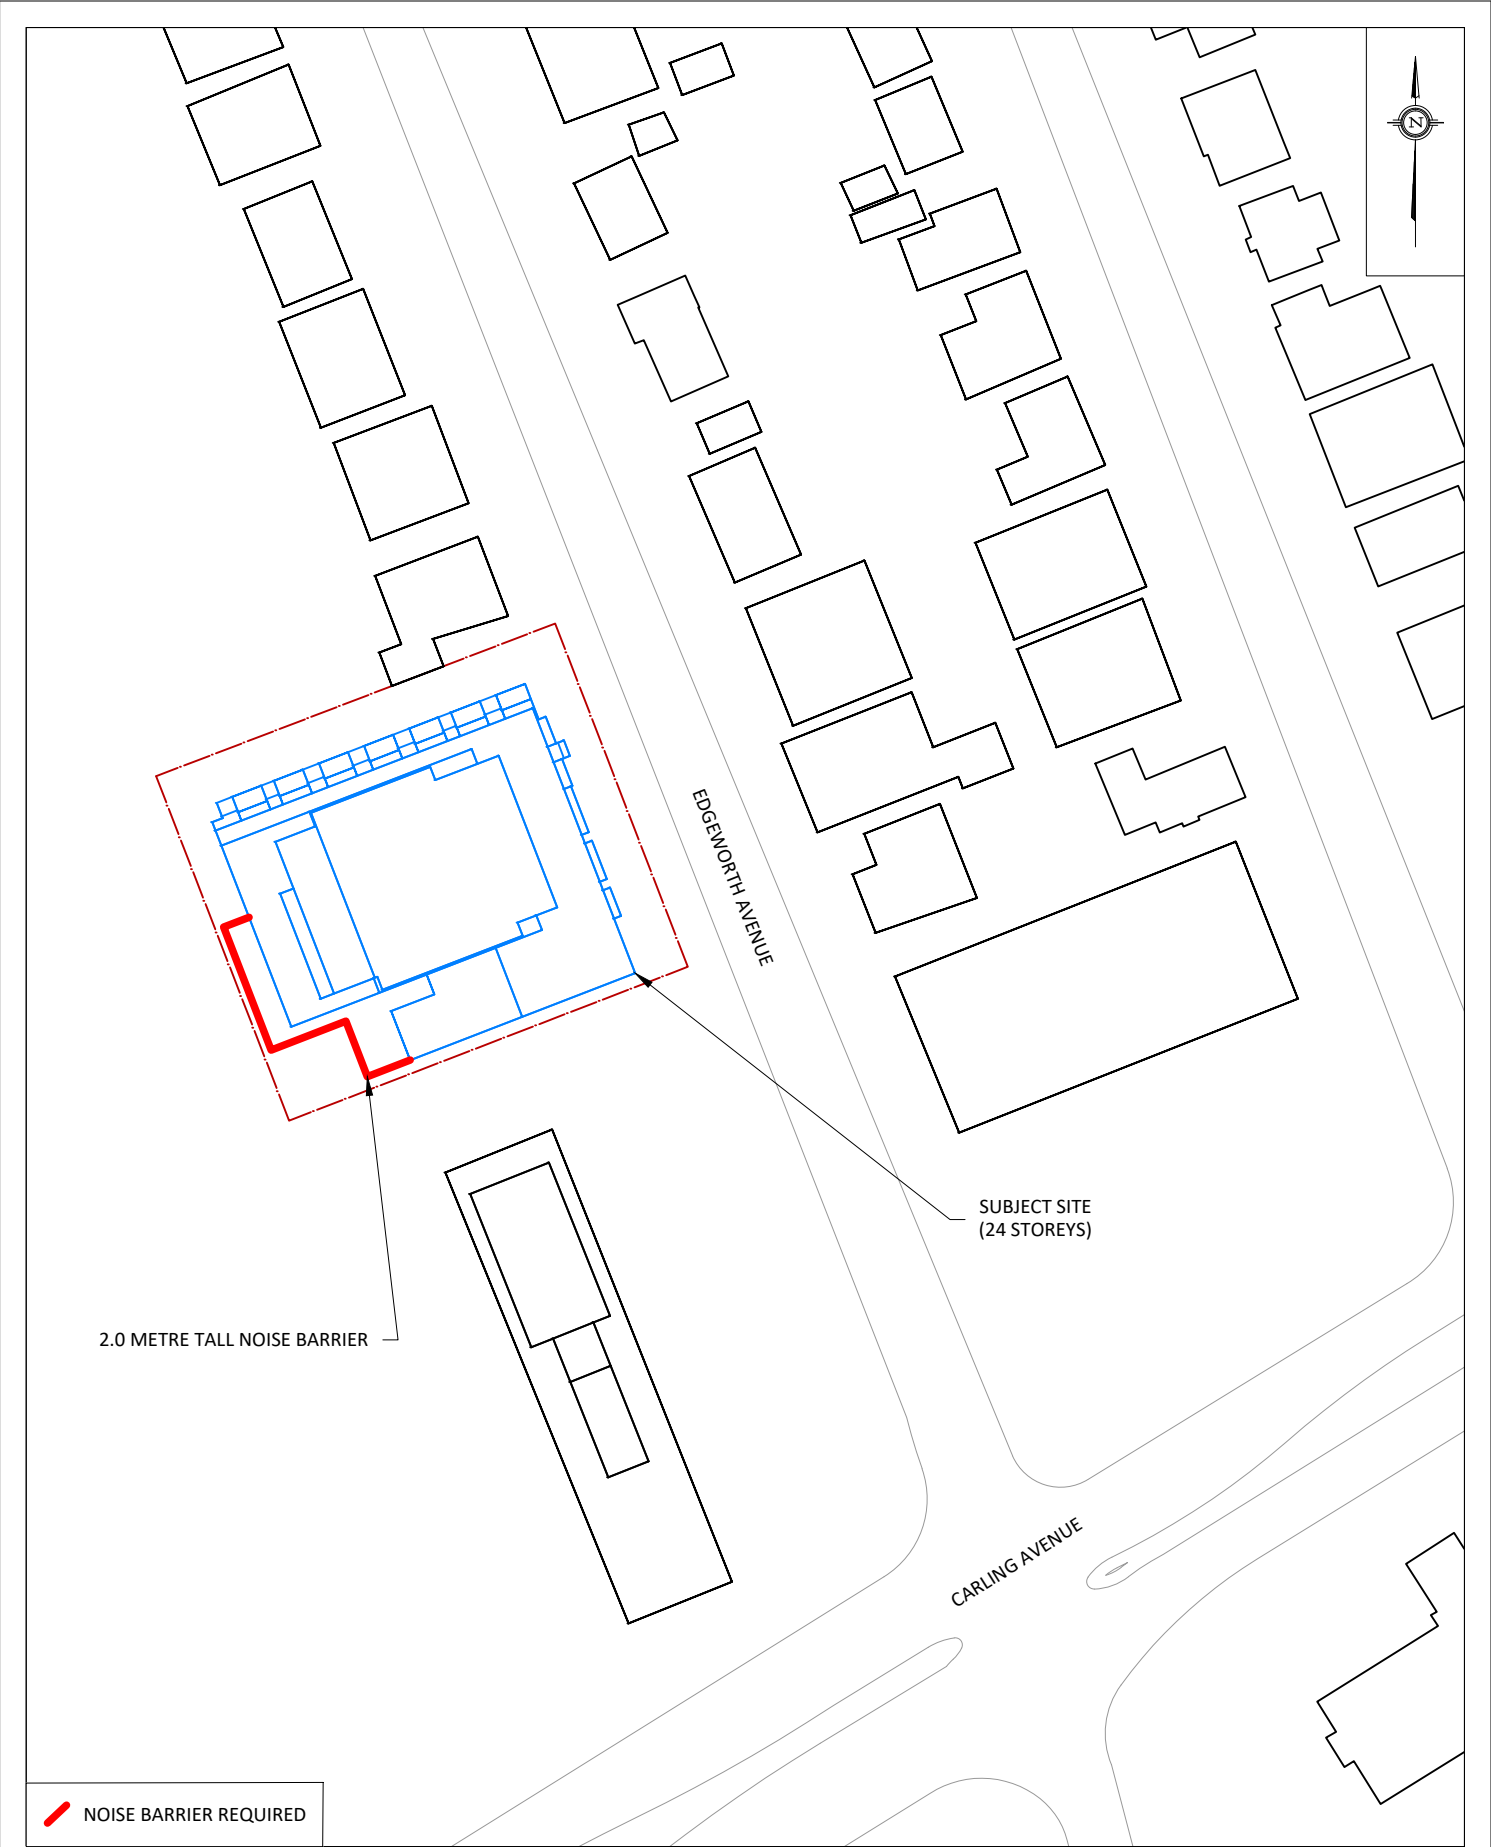 N
EDGEWORTH AVENUE
SUBJECT SITE
(24 STOREYS)
2.0 METRE TALL NOISE BARRIER
CARLING AVENUE
NOISE BARRIER REQUIRED